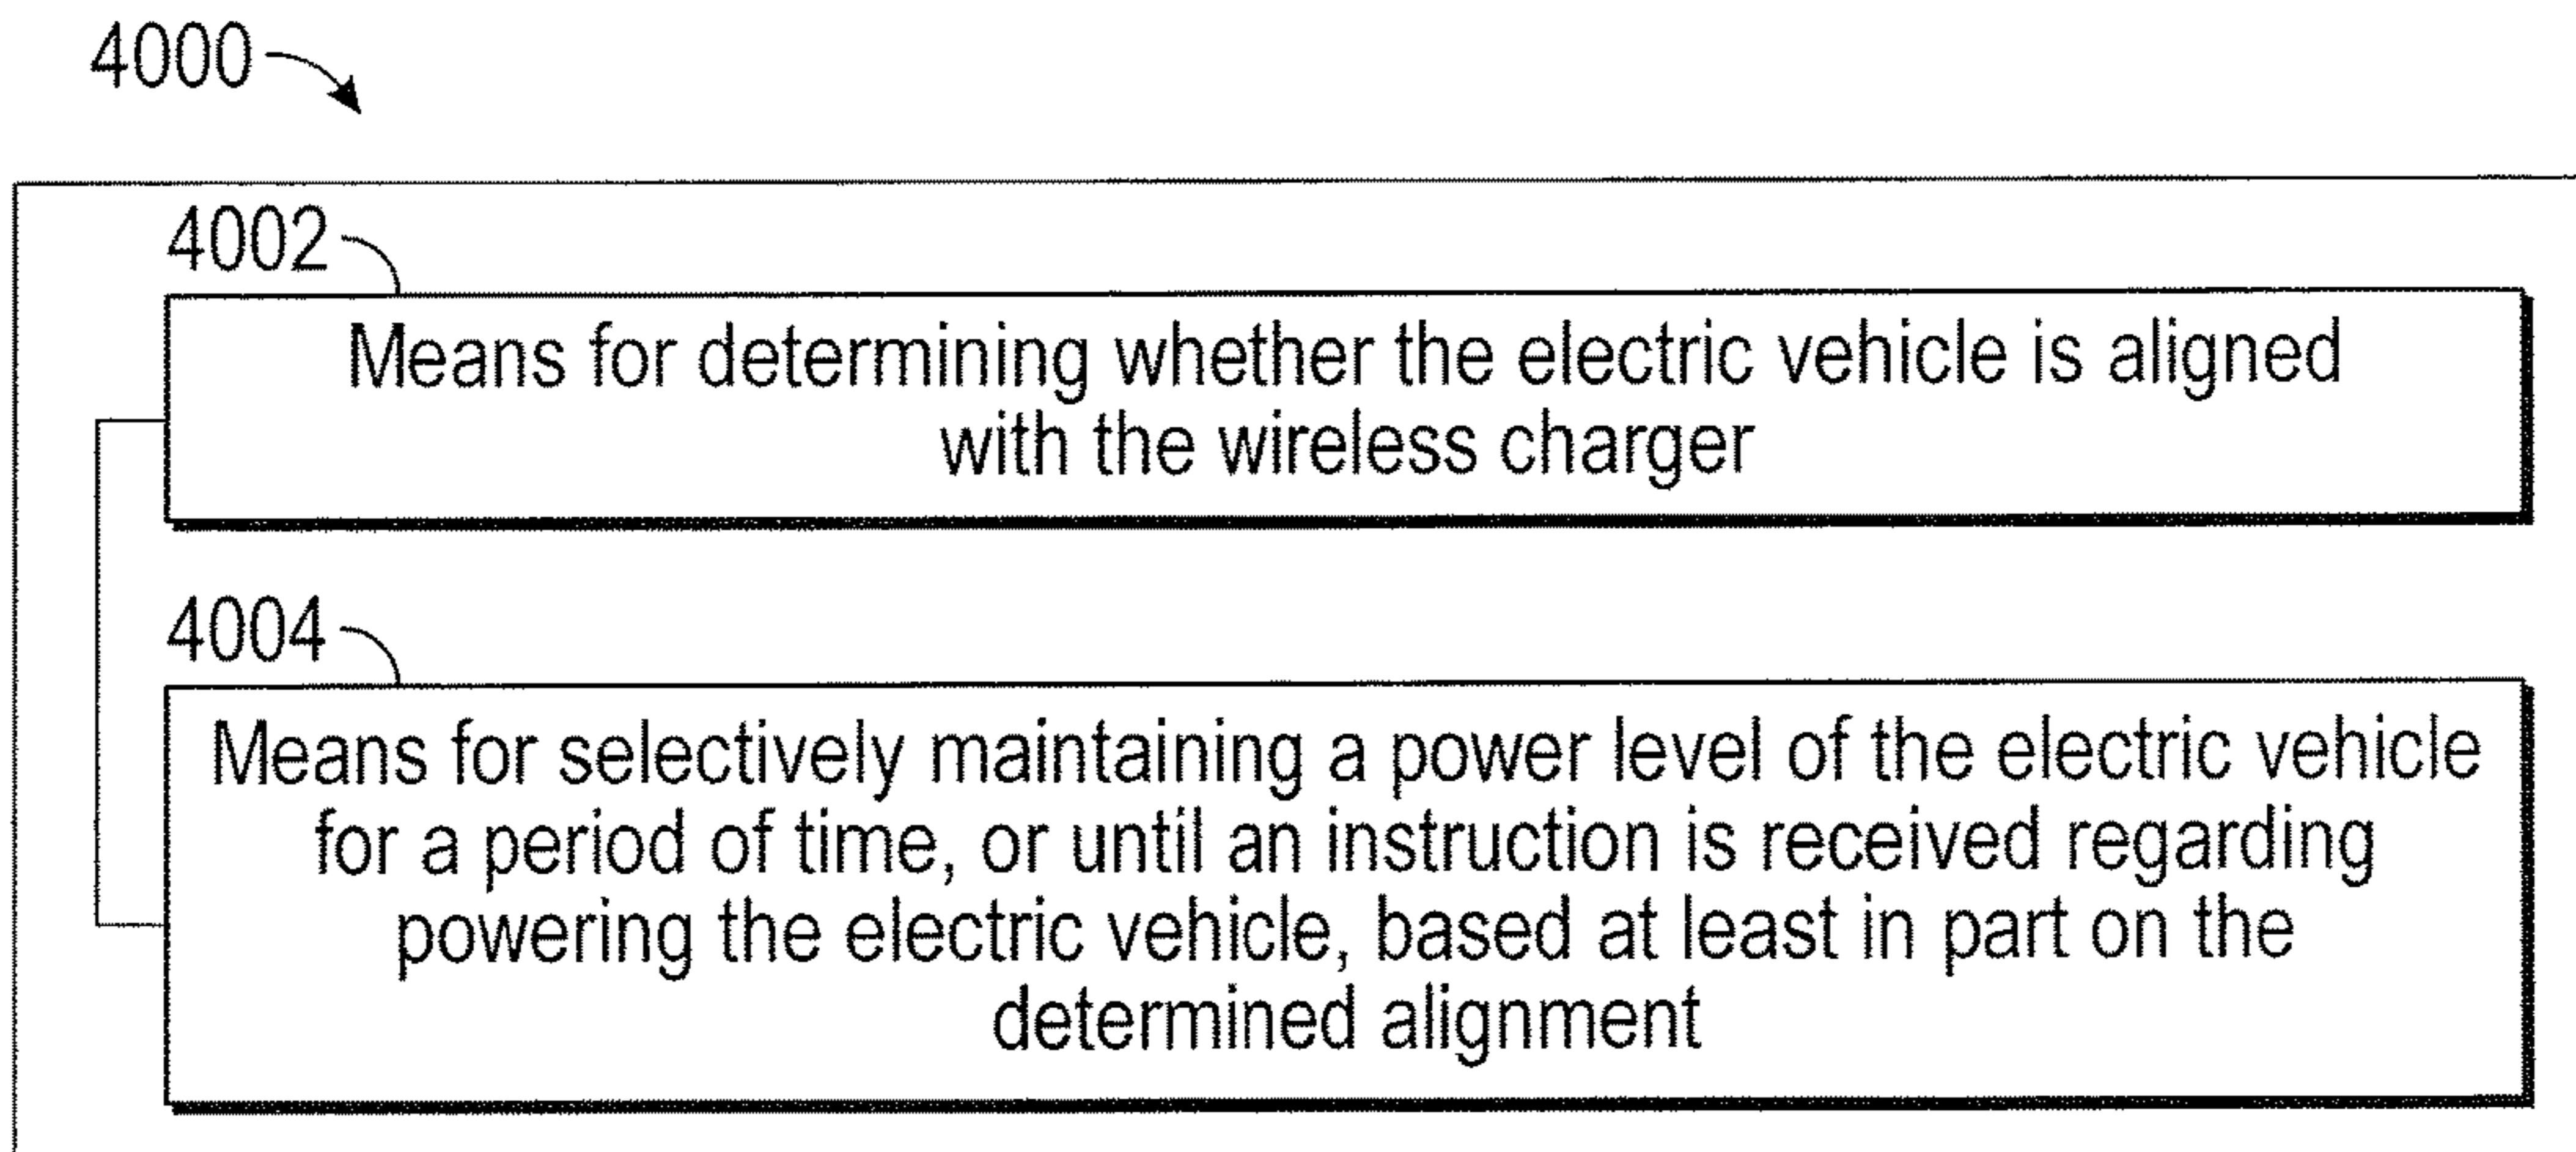 4000
4002
Means for determining whether the electric vehicle is aligned
with the wireless charger
4004
Means for selectively maintaining a power level of the electric vehicle
for a period of time, or until an instruction is received regarding
powering the electric vehicle, based at least in part on the
determined alignment